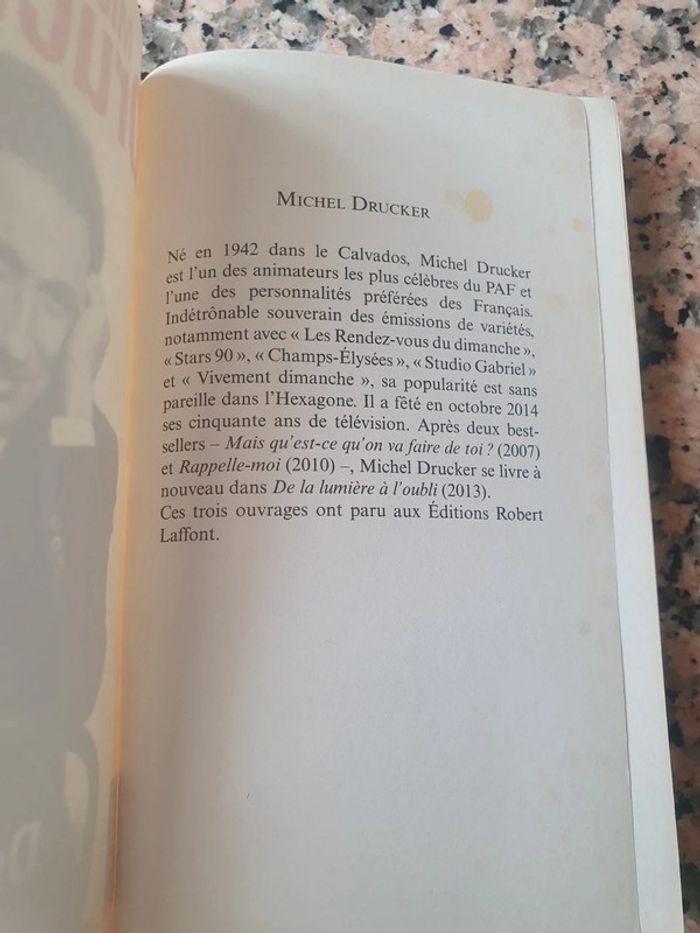 MICHEL DRUCKER
Né en 1942 dans le Calvados, Michel Drucker
est l'un des animateurs les plus célèbres du PAF et
l'une des personnalités préférées des Français.
Indétrônable souverain des émissions de variétés,
notamment avec « Les Rendez-vous du dimanche »,
« Stars 90 », « Champs-Élysées », « Studio Gabriel »
et « Vivement dimanche », sa popularité est sans
pareille dans l'Hexagone. Il a fêté en octobre 2014
ses cinquante ans de télévision. Après deux best-
sellers – Mais qu'est-ce qu'on va faire de toi ? (2007)
et Rappelle-moi (2010) –, Michel Drucker se livre à
nouveau dans De la lumière à l'oubli (2013).
Ces trois ouvrages ont paru aux Éditions Robert
Laffont.